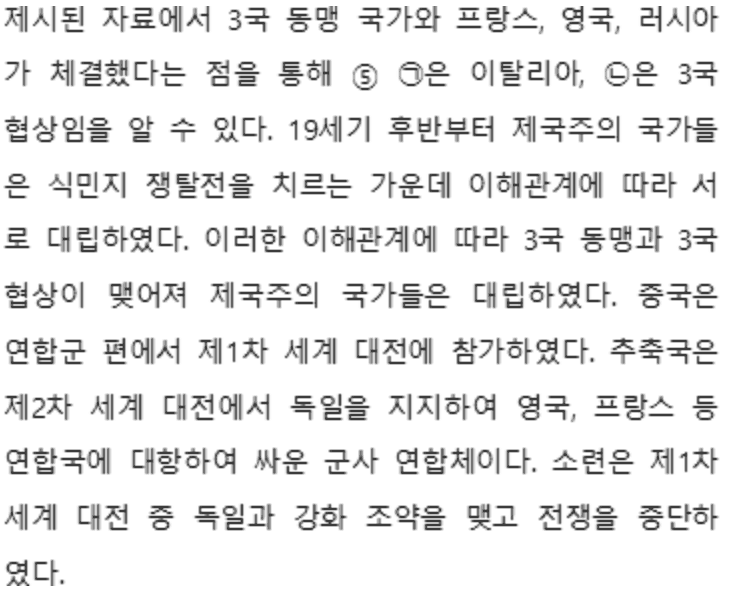 제시된 자료에서 3국 동맹 국가와 프랑스, 영국, 러시아
가 체결했다는 점을 통해 ⑤ ㉠은 이탈리아, ㉡은 3국
협상임을 알 수 있다. 19세기 후반부터 제국주의 국가들
은 식민지 쟁탈전을 치르는 가운데 이해관계에 따라 서
로 대립하였다. 이러한 이해관계에 따라 3국 동맹과 3국
협상이 맺어져 제국주의 국가들은 대립하였다. 중국은
연합군 편에서 제1차 세계 대전에 참가하였다. 추축국은
제2차 세계 대전에서 독일을 지지하여 영국, 프랑스 등
연합국에 대항하여 싸운 군사 연합체이다. 소련은 제1차
세계 대전 중 독일과 강화 조약을 맺고 전쟁을 중단하
였다.